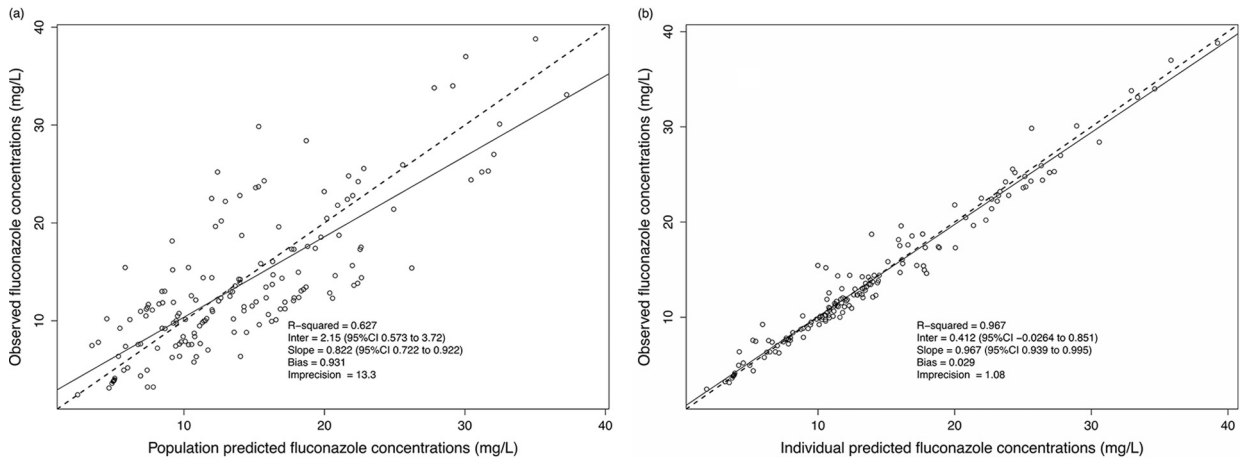 (a)
40
30
20
10
Observed fluconazole concentrations (mg/L)
R-squared = 0.627
Inter = 2.15 (95%CI 0.573 to 3.72)
Slope = 0.822 (95%CI 0.722 to 0.922)
Bias = 0.931
Imprecision = 13.3
10 20 30 40
Population predicted fluconazole concentrations (mg/L)
(b)
40
30
20
10
Observed fluconazole concentrations (mg/L)
R-squared = 0.967
Inter = 0.412 (95%CI −0.0264 to 0.851)
Slope = 0.967 (95%CI 0.939 to 0.995)
Bias = 0.029
Imprecision = 1.08
10 20 30 40
Individual predicted fluconazole concentrations (mg/L)